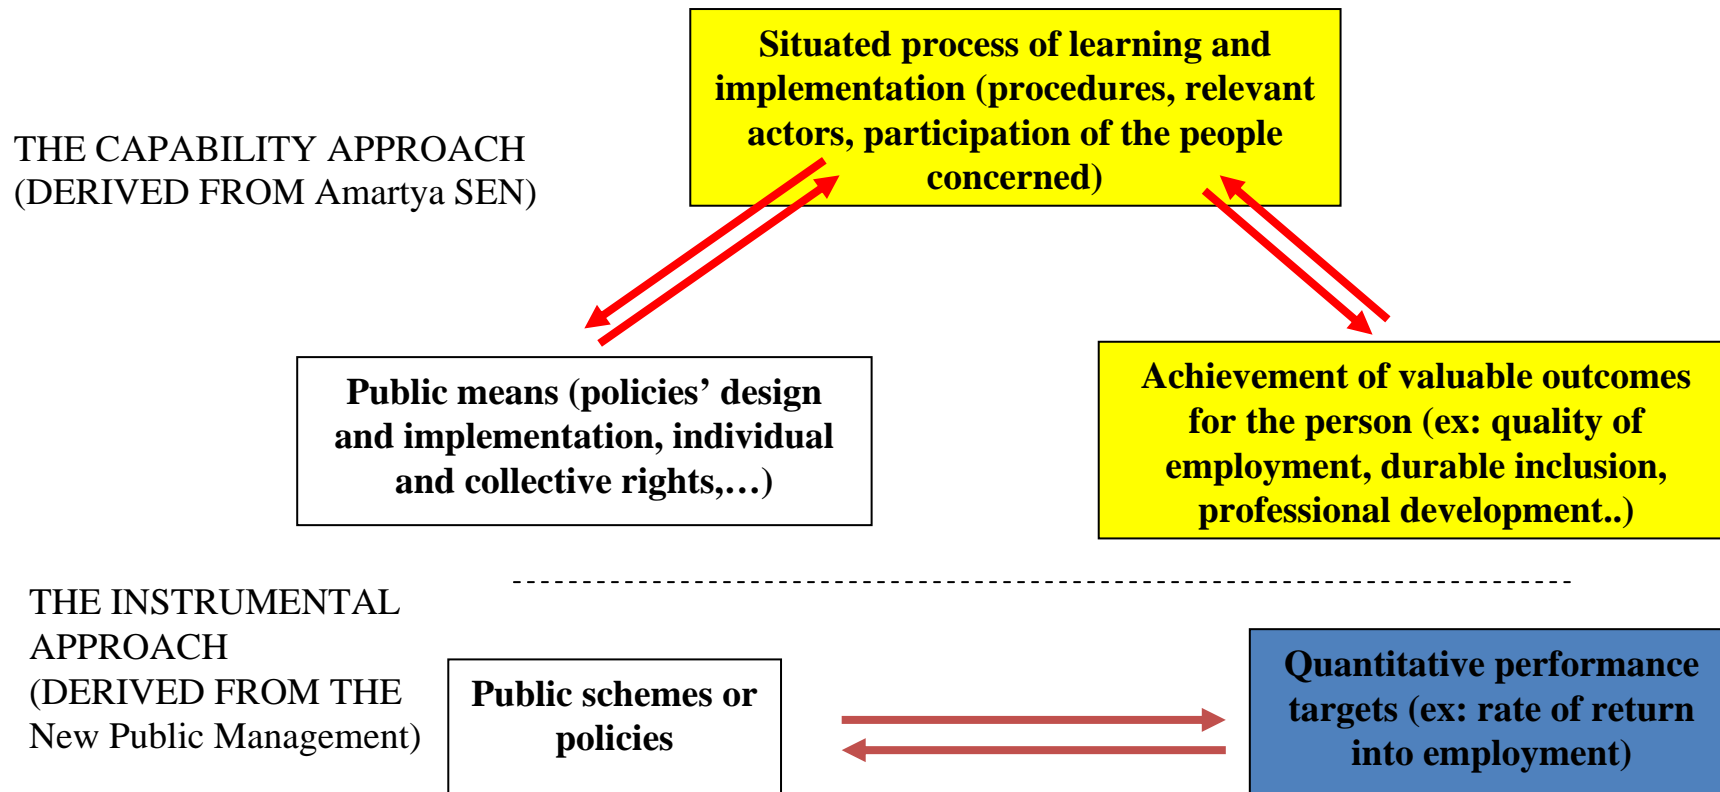 Situated process of learning and
implementation (procedures, relevant
actors, participation of the people
concerned)
THE CAPABILITY APPROACH
(DERIVED FROM Amartya SEN)
Public means (policies’ design
and implementation, individual
and collective rights,…)
Achievement of valuable outcomes
for the person (ex: quality of
employment, durable inclusion,
professional development..)
THE INSTRUMENTAL
APPROACH
(DERIVED FROM THE
New Public Management)
Public schemes or
policies
Quantitative performance
targets (ex: rate of return
into employment)